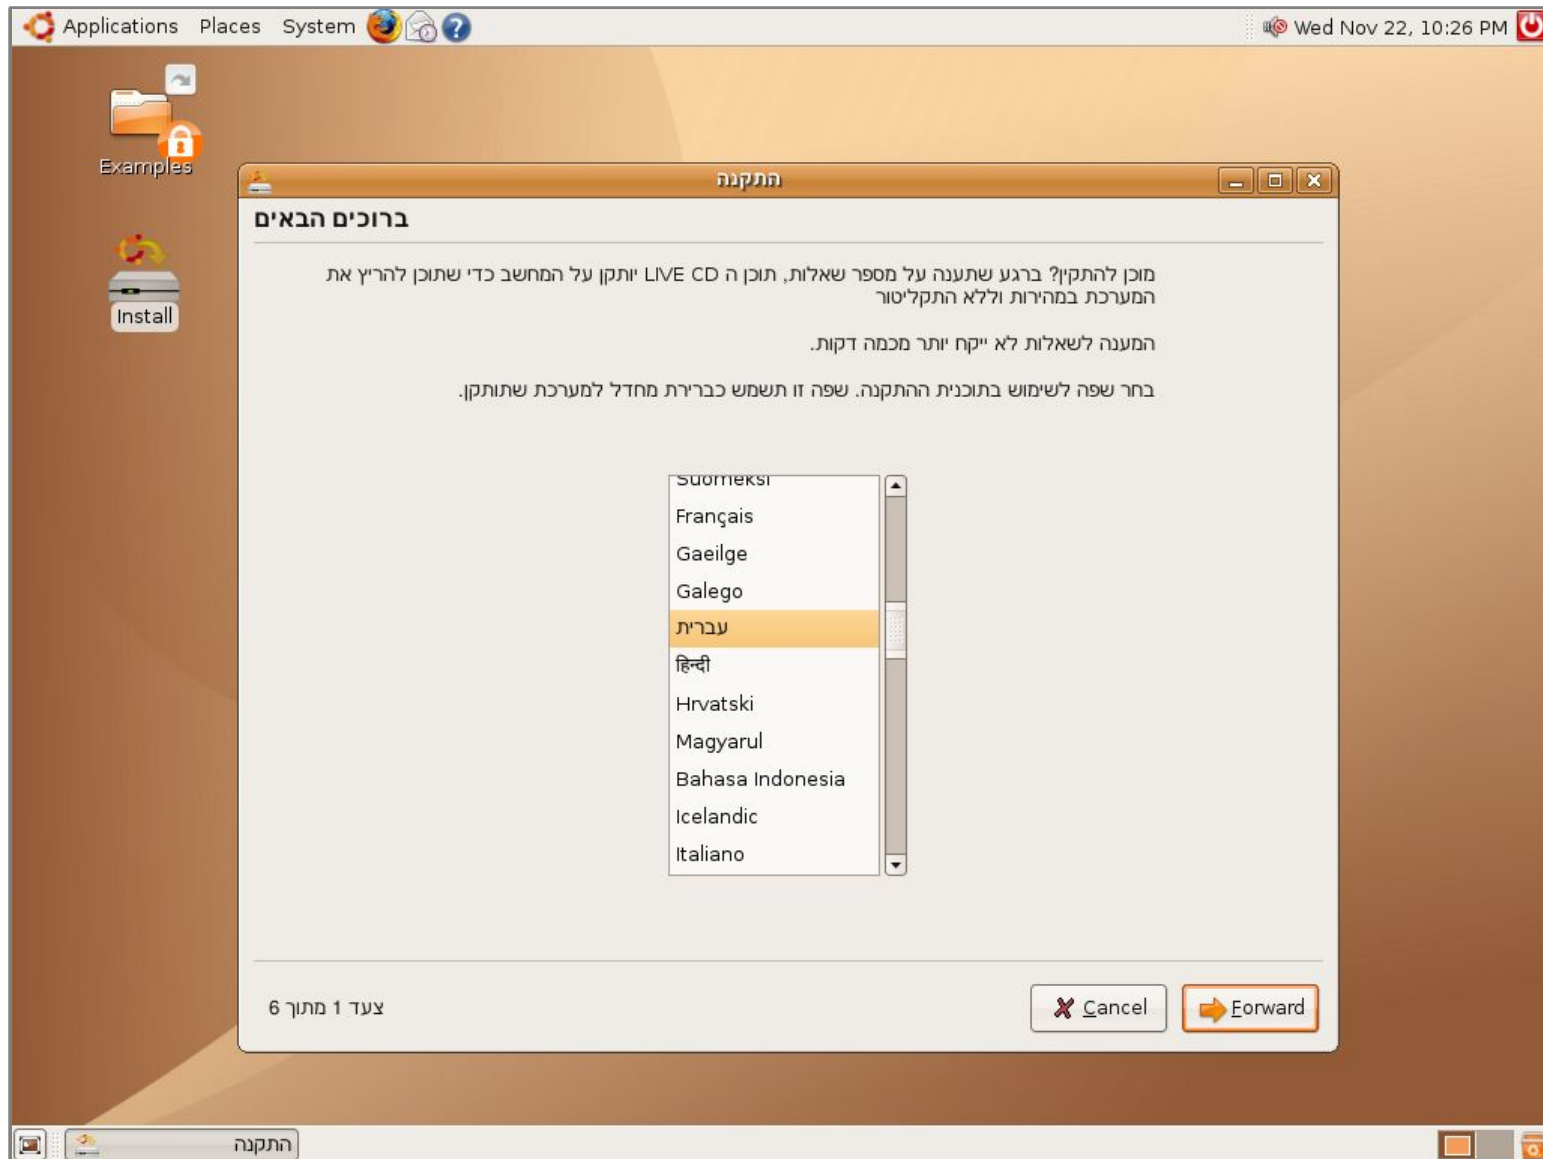 Applications Places System
Wed Nov 22, 10:26 PM
Examples
Install
התקנה
ברוכים הבאים
מוכן להתקין? ברגע שתענה על מספר שאלות, תוכן ה LIVE CD יותקן על המחשב כדי שתוכן להריץ את
המערכת במהירות וללא התקליטור
המענה לשאלות לא ייקח יותר מכמה דקות.
בחר שפה לשימוש בתוכנית ההתקנה. שפה זו תשמש כברירת מחדל למערכת שתותקן.
Suomeksi
Français
Gaeilge
Galego
עברית
हिन्दी
Hrvatski
Magyarul
Bahasa Indonesia
Icelandic
Italiano
צעד 1 מתוך 6
Cancel
Forward
התקנה